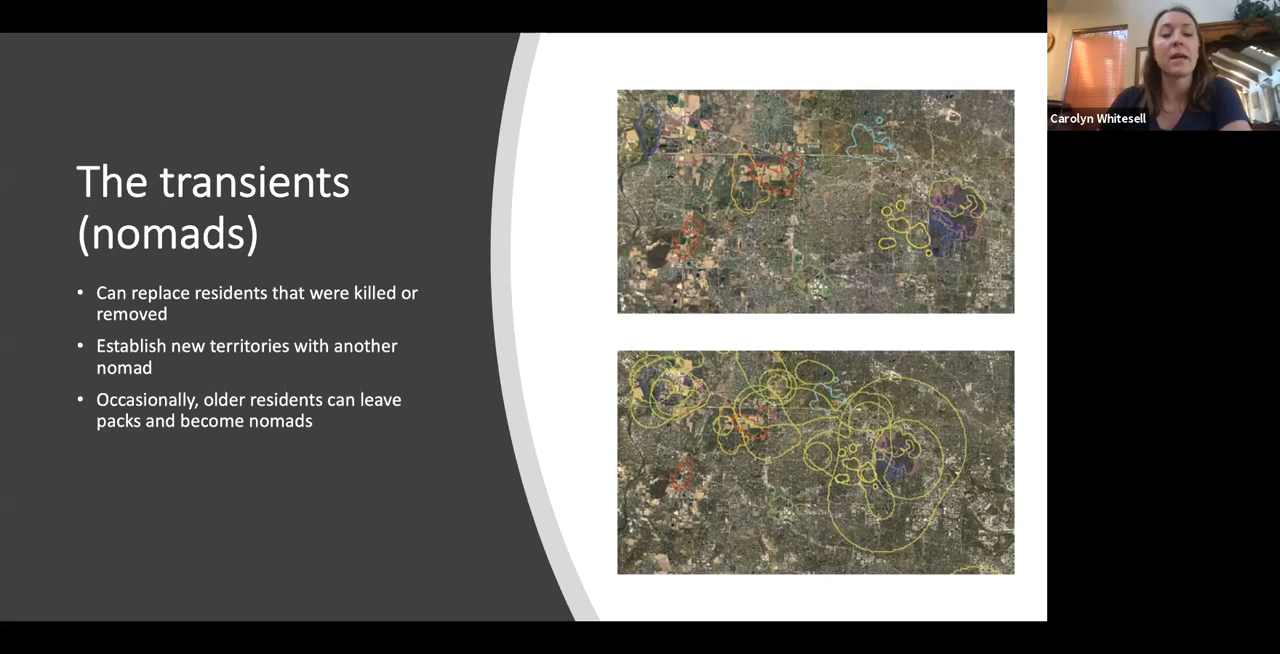 The transients
(nomads)
• Can replace residents that were killed or
removed
• Establish new territories with another
nomad
• Occasionally, older residents can leave
packs and become nomads
Carolyn Whitesell